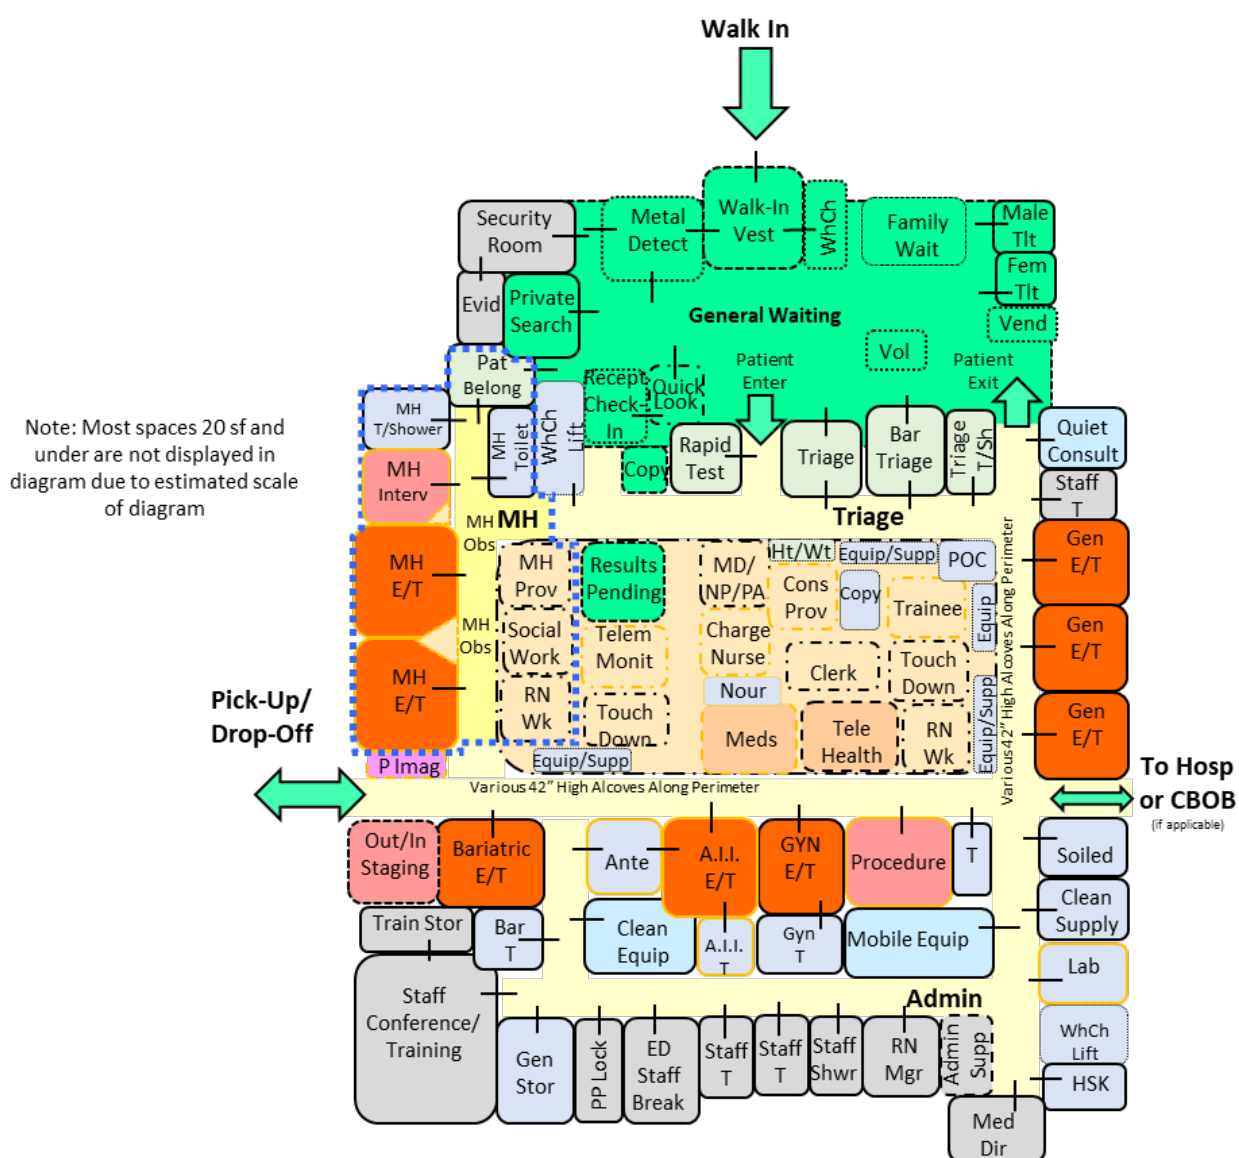 Walk In
Security
Room
Metal
Detect
Walk-In
Vest
WhCh
Family
Wait
Male
Tlt
Fem
Tlt
Evid
Private
Search
General Waiting
Vend
Vol
Pat
Belong
Patient
Enter
Patient
Exit
Recept
Check-
In
Quick
Look
Note: Most spaces 20 sf and
under are not displayed in
diagram due to estimated scale
of diagram
MH
T/Shower
MH
Toilet
WhCh
Lift
Copy
Rapid
Test
Triage
Bar
Triage
Triage
T/Sh
Quiet
Consult
MH
Interv
Staff
T
MH
Triage
MH
Obs
MH
E/T
MH
Prov
Results
Pending
MD/
NP/PA
Ht/Wt
Cons
Prov
Equip/Supp
Copy
POC
Trainee
Equip
Various 42” High Alcoves Along Perimeter
Gen
E/T
MH
Obs
Social
Work
Telem
Monit
Charge
Nurse
Clerk
Touch
Down
Gen
E/T
MH
E/T
RN
Wk
Touch
Down
Nour
Meds
Tele
Health
RN
Wk
Equip/Supp
Gen
E/T
Pick-Up/
Drop-Off
P Imag
Equip/Supp
Various 42” High Alcoves Along Perimeter
To Hosp
or CBOB
(if applicable)
Out/In
Staging
Bariatric
E/T
Ante
A.I.I.
E/T
GYN
E/T
Procedure
T
Soiled
Train Stor
Bar
T
Clean
Equip
A.I.I.
T
Gyn
T
Mobile Equip
Clean
Supply
Lab
Staff
Conference/
Training
Admin
Gen
Stor
PP Lock
ED
Staff
Break
Staff
T
Staff
T
Staff
Shwr
RN
Mgr
Admin
Supp
WhCh
Lift
HSK
Med
Dir